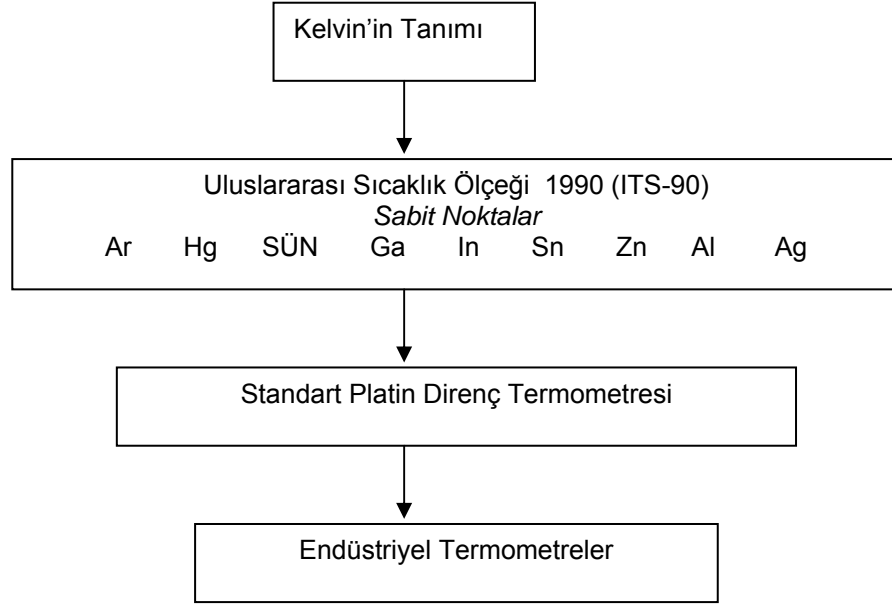 Kelvin’in Tanımı
Uluslararası Sıcaklık Ölçeği 1990 (ITS-90)
Sabit Noktalar
Ar Hg SÜN Ga In Sn Zn Al Ag
Standart Platin Direnç Termometresi
Endüstriyel Termometreler